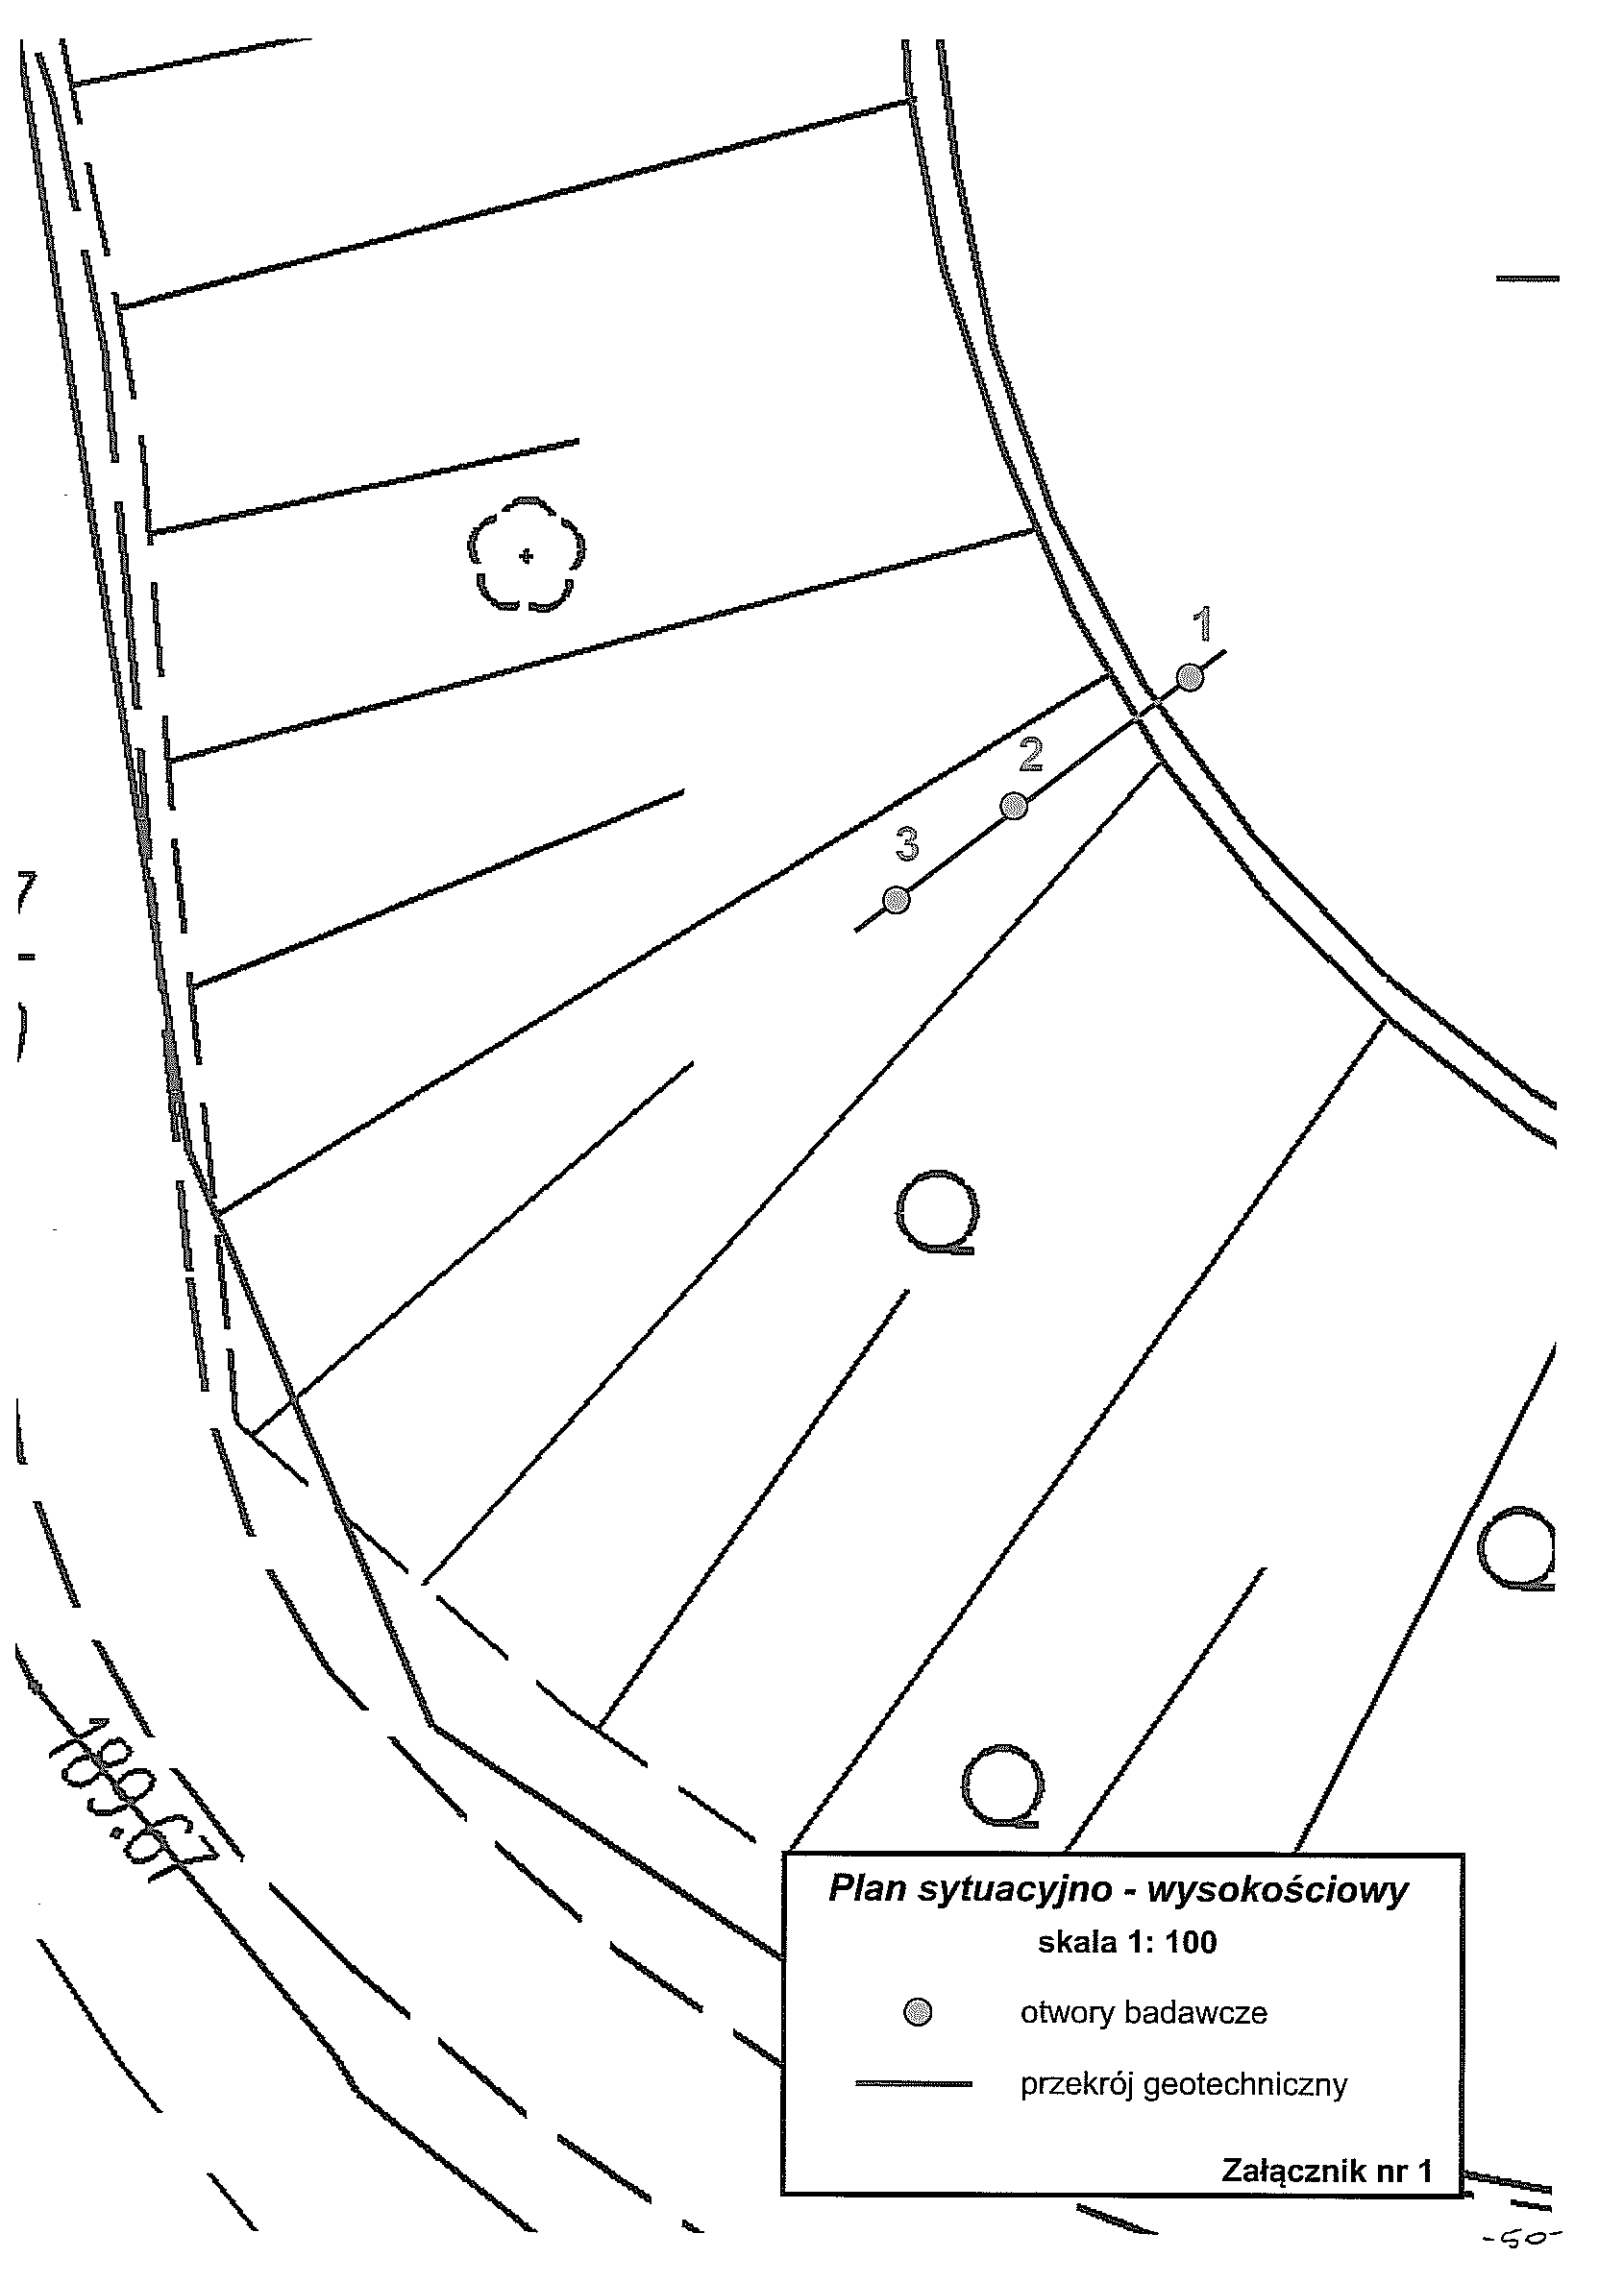 1
2
3
7
-
189.67
Plan sytuacyjno - wysokościowy
skala 1: 100
otwory badawcze
przekrój geotechniczny
Załącznik nr 1
-50-